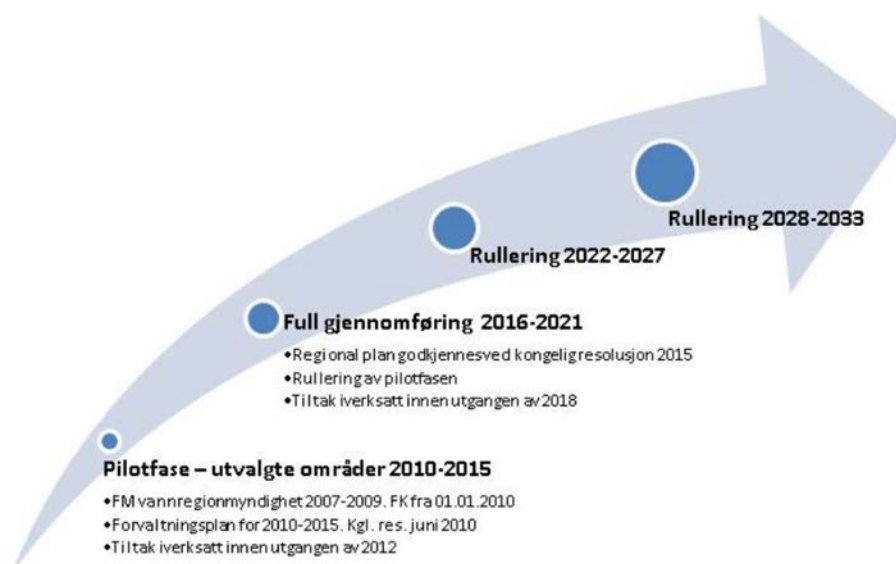 Rullering 2028-2033
Rullering 2022-2027
Full gjennomføring 2016-2021
•Regional plan godkjennes ved kongelig resolusjon 2015
•Rullering av pilotfasen
•Tiltak iverksatt innen utgangen av 2018
Pilotfase – utvalgte områder 2010-2015
•FM vannregionmyndighet 2007-2009. FK fra 01.01.2010
•Forvaltningsplan for 2010-2015. Kgl. res. juni 2010
•Tiltak iverksatt innen utgangen av 2012